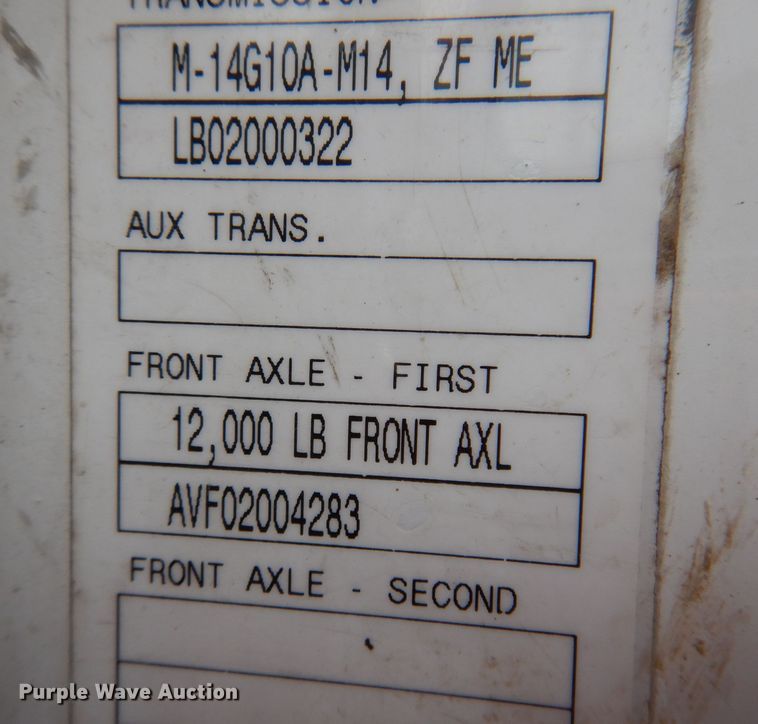 TRANSMISSION
M-14G10A-M14, ZF ME
LB02000322
AUX TRANS.
FRONT AXLE - FIRST
12,000 LB FRONT AXL
AVF02004283
FRONT AXLE - SECOND
Purple Wave Auction